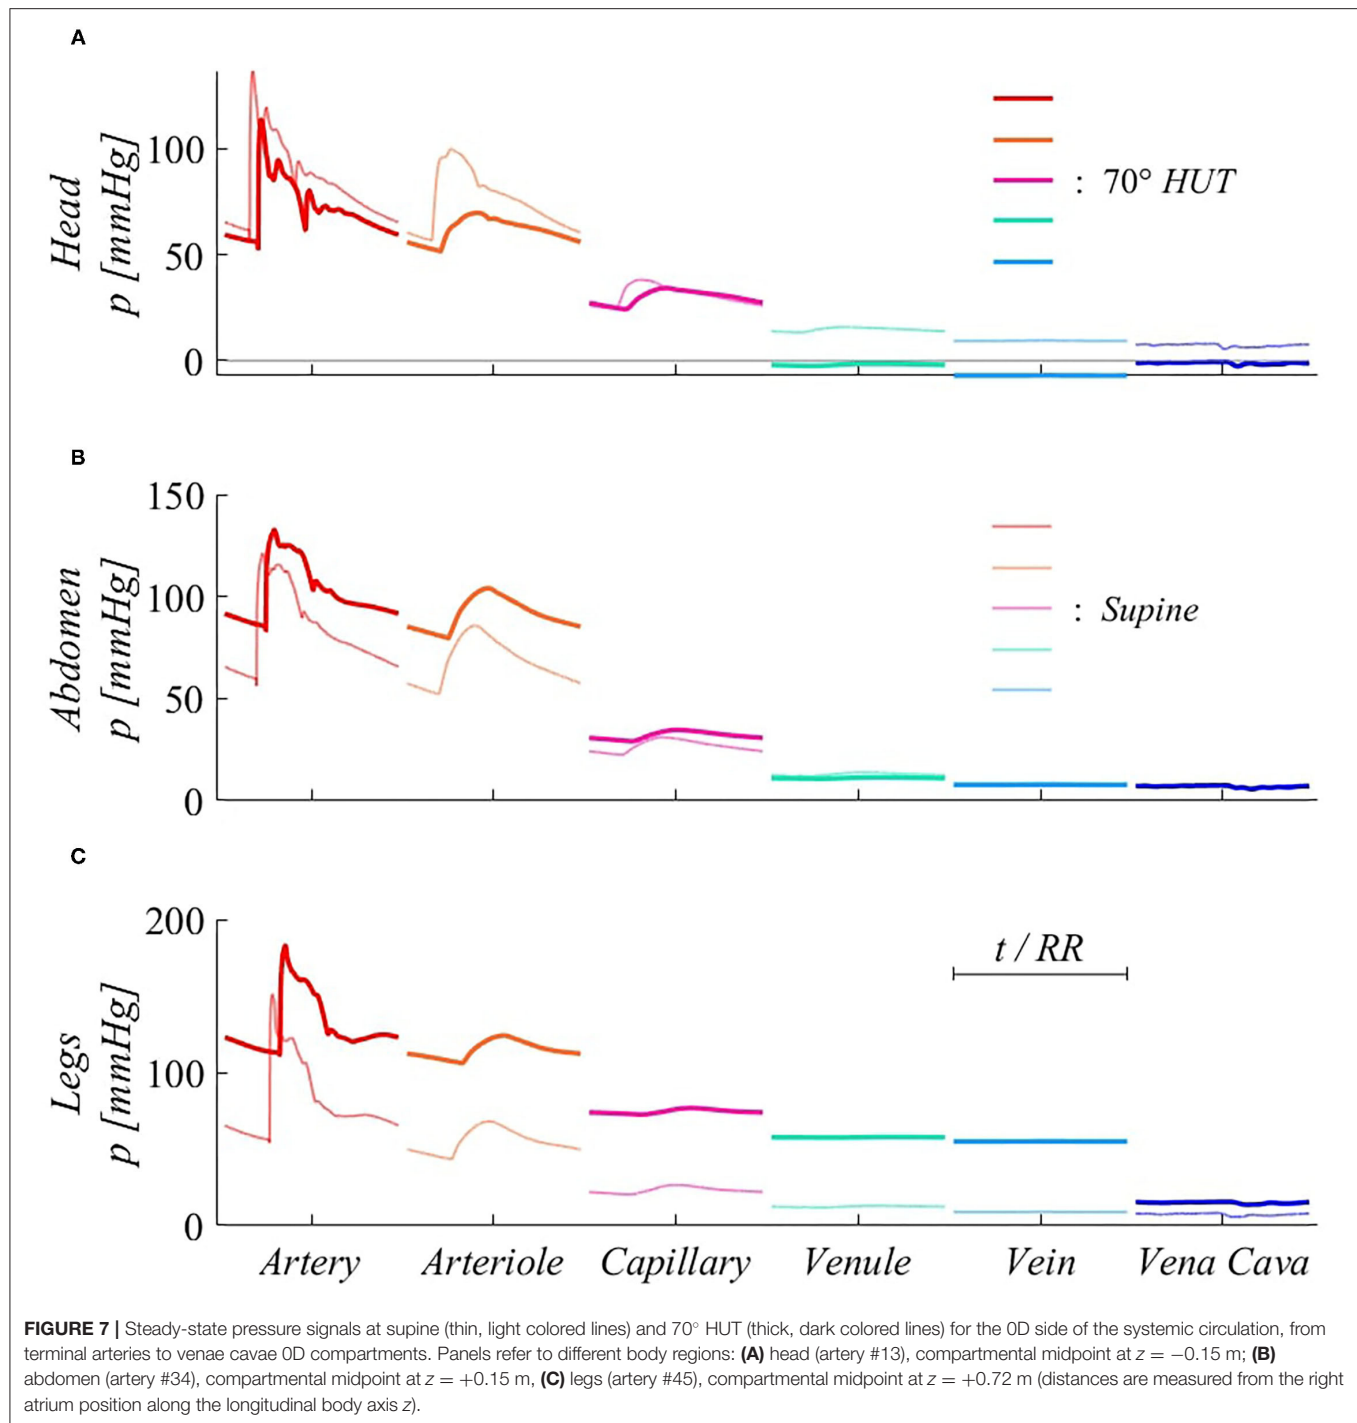 A
Head
p [mmHg]
100
50
0
: 70° HUT
B
Abdomen
p [mmHg]
150
100
50
0
: Supine
C
Legs
p [mmHg]
200
100
0
t / RR
Artery Arteriole Capillary Venule Vein Vena Cava
FIGURE 7 | Steady-state pressure signals at supine (thin, light colored lines) and 70° HUT (thick, dark colored lines) for the 0D side of the systemic circulation, from
terminal arteries to venae cavae 0D compartments. Panels refer to different body regions: (A) head (artery #13), compartmental midpoint at z = −0.15 m; (B)
abdomen (artery #34), compartmental midpoint at z = +0.15 m, (C) legs (artery #45), compartmental midpoint at z = +0.72 m (distances are measured from the right
atrium position along the longitudinal body axis z).